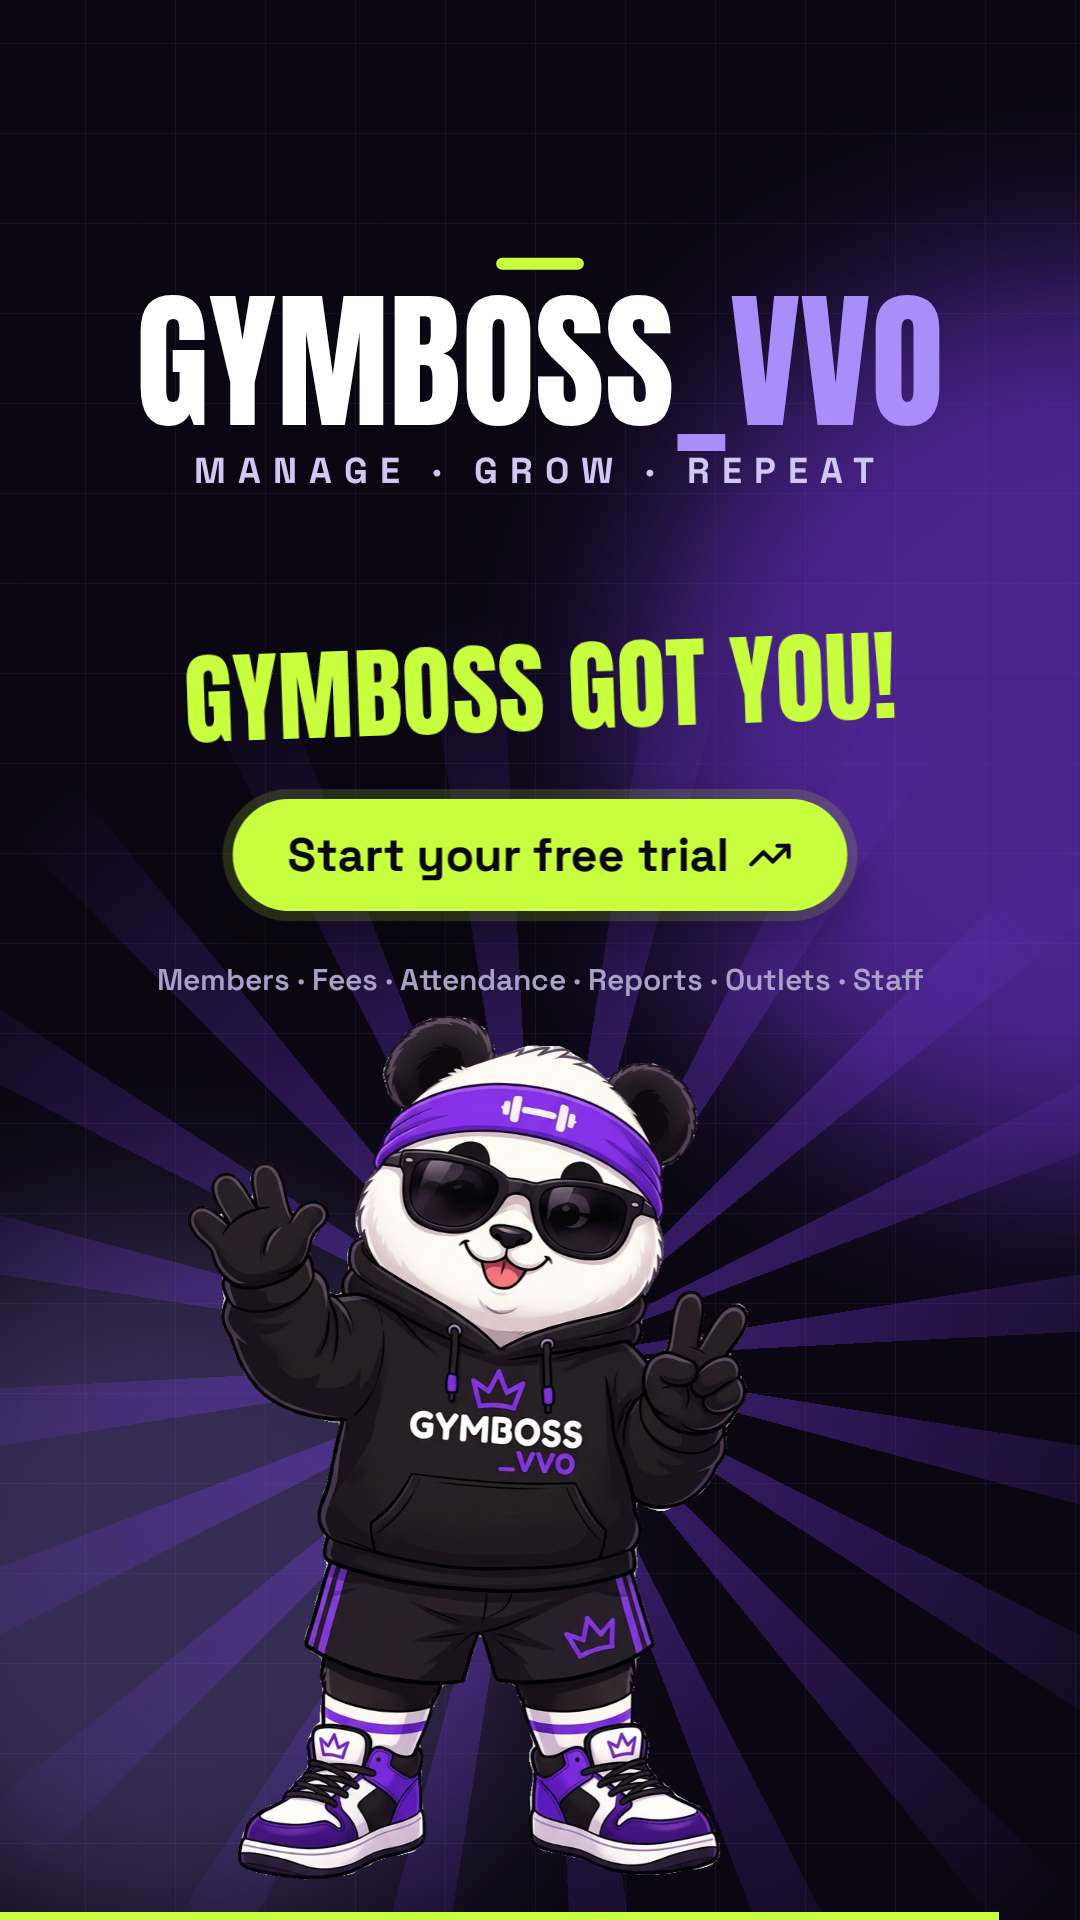 GYMBOSS_VVO
MANAGE · GROW · REPEAT
GYMBOSS GOT YOU!
Start your free trial
Members · Fees · Attendance · Reports · Outlets · Staff
GYMBOSS
_VVO